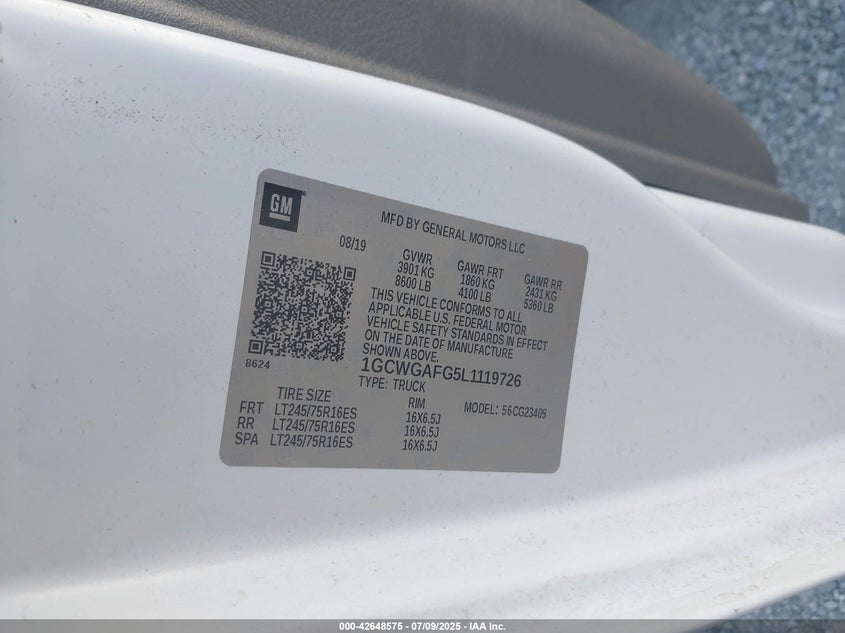 GM
MFD BY GENERAL MOTORS LLC
08/19
GVWR GAWR FRT GAWR RR
3901 KG 1860 KG 2431 KG
8600 LB 4100 LB 5360 LB
THIS VEHICLE CONFORMS TO ALL
APPLICABLE U.S. FEDERAL MOTOR
VEHICLE SAFETY STANDARDS IN EFFECT
ON THE DATE OF MANUFACTURE
SHOWN ABOVE.
8624
1GCWGAFG5L1119726
TYPE: TRUCK
MODEL: 56CG23405
TIRE SIZE RIM
FRT LT245/75R16ES 16X6.5J
RR LT245/75R16ES 16X6.5J
SPA LT245/75R16ES 16X6.5J
000-42648575 - 07/09/2025 - IAA Inc.